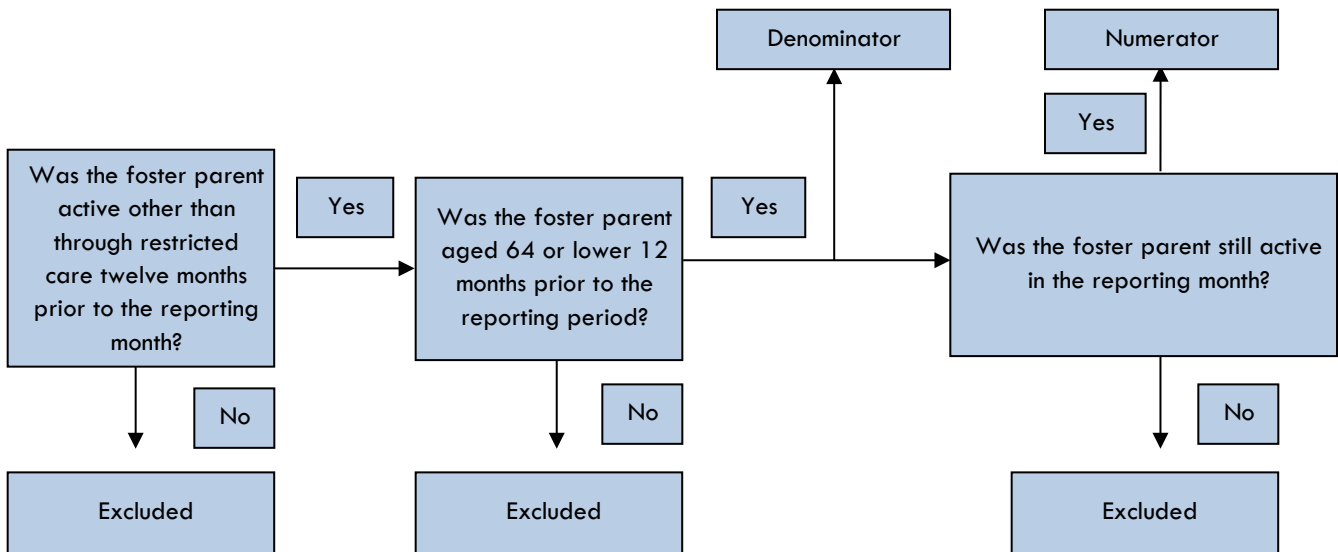 Denominator
Numerator
Yes
Was the foster parent
active other than
through restricted
care twelve months
prior to the reporting
month?
Yes
Was the foster parent
aged 64 or lower 12
months prior to the
reporting period?
Yes
Was the foster parent still active
in the reporting month?
No
No
No
Excluded
Excluded
Excluded